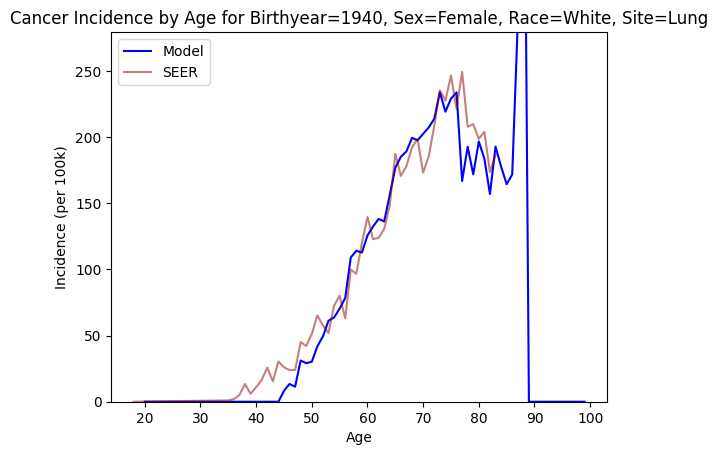 Cancer Incidence by Age for Birthyear=1940, Sex=Female, Race=White, Site=Lung
Model
SEER
250
200
150
100
50
0
Incidence (per 100k)
20 30 40 50 60 70 80 90 100
Age